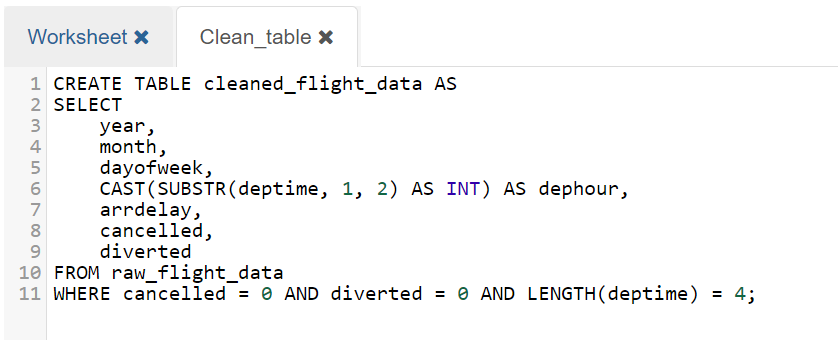 Worksheet ✖ Clean_table ✖
1 CREATE TABLE cleaned_flight_data AS
2 SELECT
3     year,
4     month,
5     dayofweek,
6     CAST(SUBSTR(deptime, 1, 2) AS INT) AS dephour,
7     arrdelay,
8     cancelled,
9     diverted
10 FROM raw_flight_data
11 WHERE cancelled = 0 AND diverted = 0 AND LENGTH(deptime) = 4;